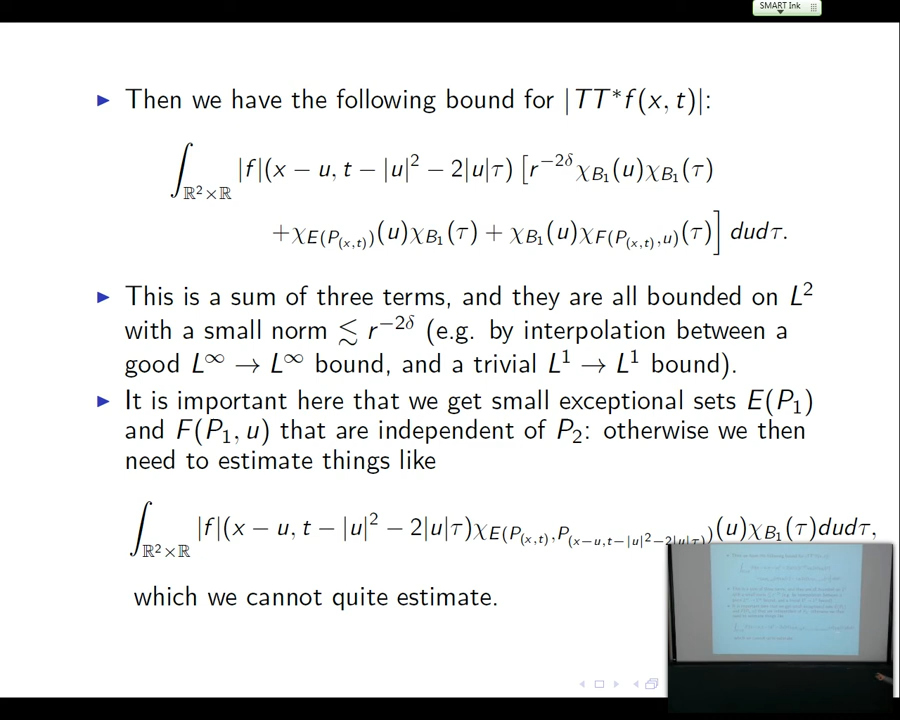 SMART Ink
▶ Then we have the following bound for |TT*f(x, t)|:
∫_{ℝ²×ℝ} |f|(x − u, t − |u|² − 2|u|τ) [r^{−2δ} χ_{B₁}(u)χ_{B₁}(τ)
+χ_{E(P_{(x,t)})}(u)χ_{B₁}(τ) + χ_{B₁}(u)χ_{F(P_{(x,t)},u)}(τ)] dudτ.
▶ This is a sum of three terms, and they are all bounded on L²
with a small norm ≲ r^{−2δ} (e.g. by interpolation between a
good L^∞ → L^∞ bound, and a trivial L¹ → L¹ bound).
▶ It is important here that we get small exceptional sets E(P₁)
and F(P₁, u) that are independent of P₂: otherwise we then
need to estimate things like
∫_{ℝ²×ℝ} |f|(x − u, t − |u|² − 2|u|τ)χ_{E(P_{(x,t)},P_{(x−u,t−|u|²−2|u|τ)})}(u)χ_{B₁}(τ)dudτ,
which we cannot quite estimate.